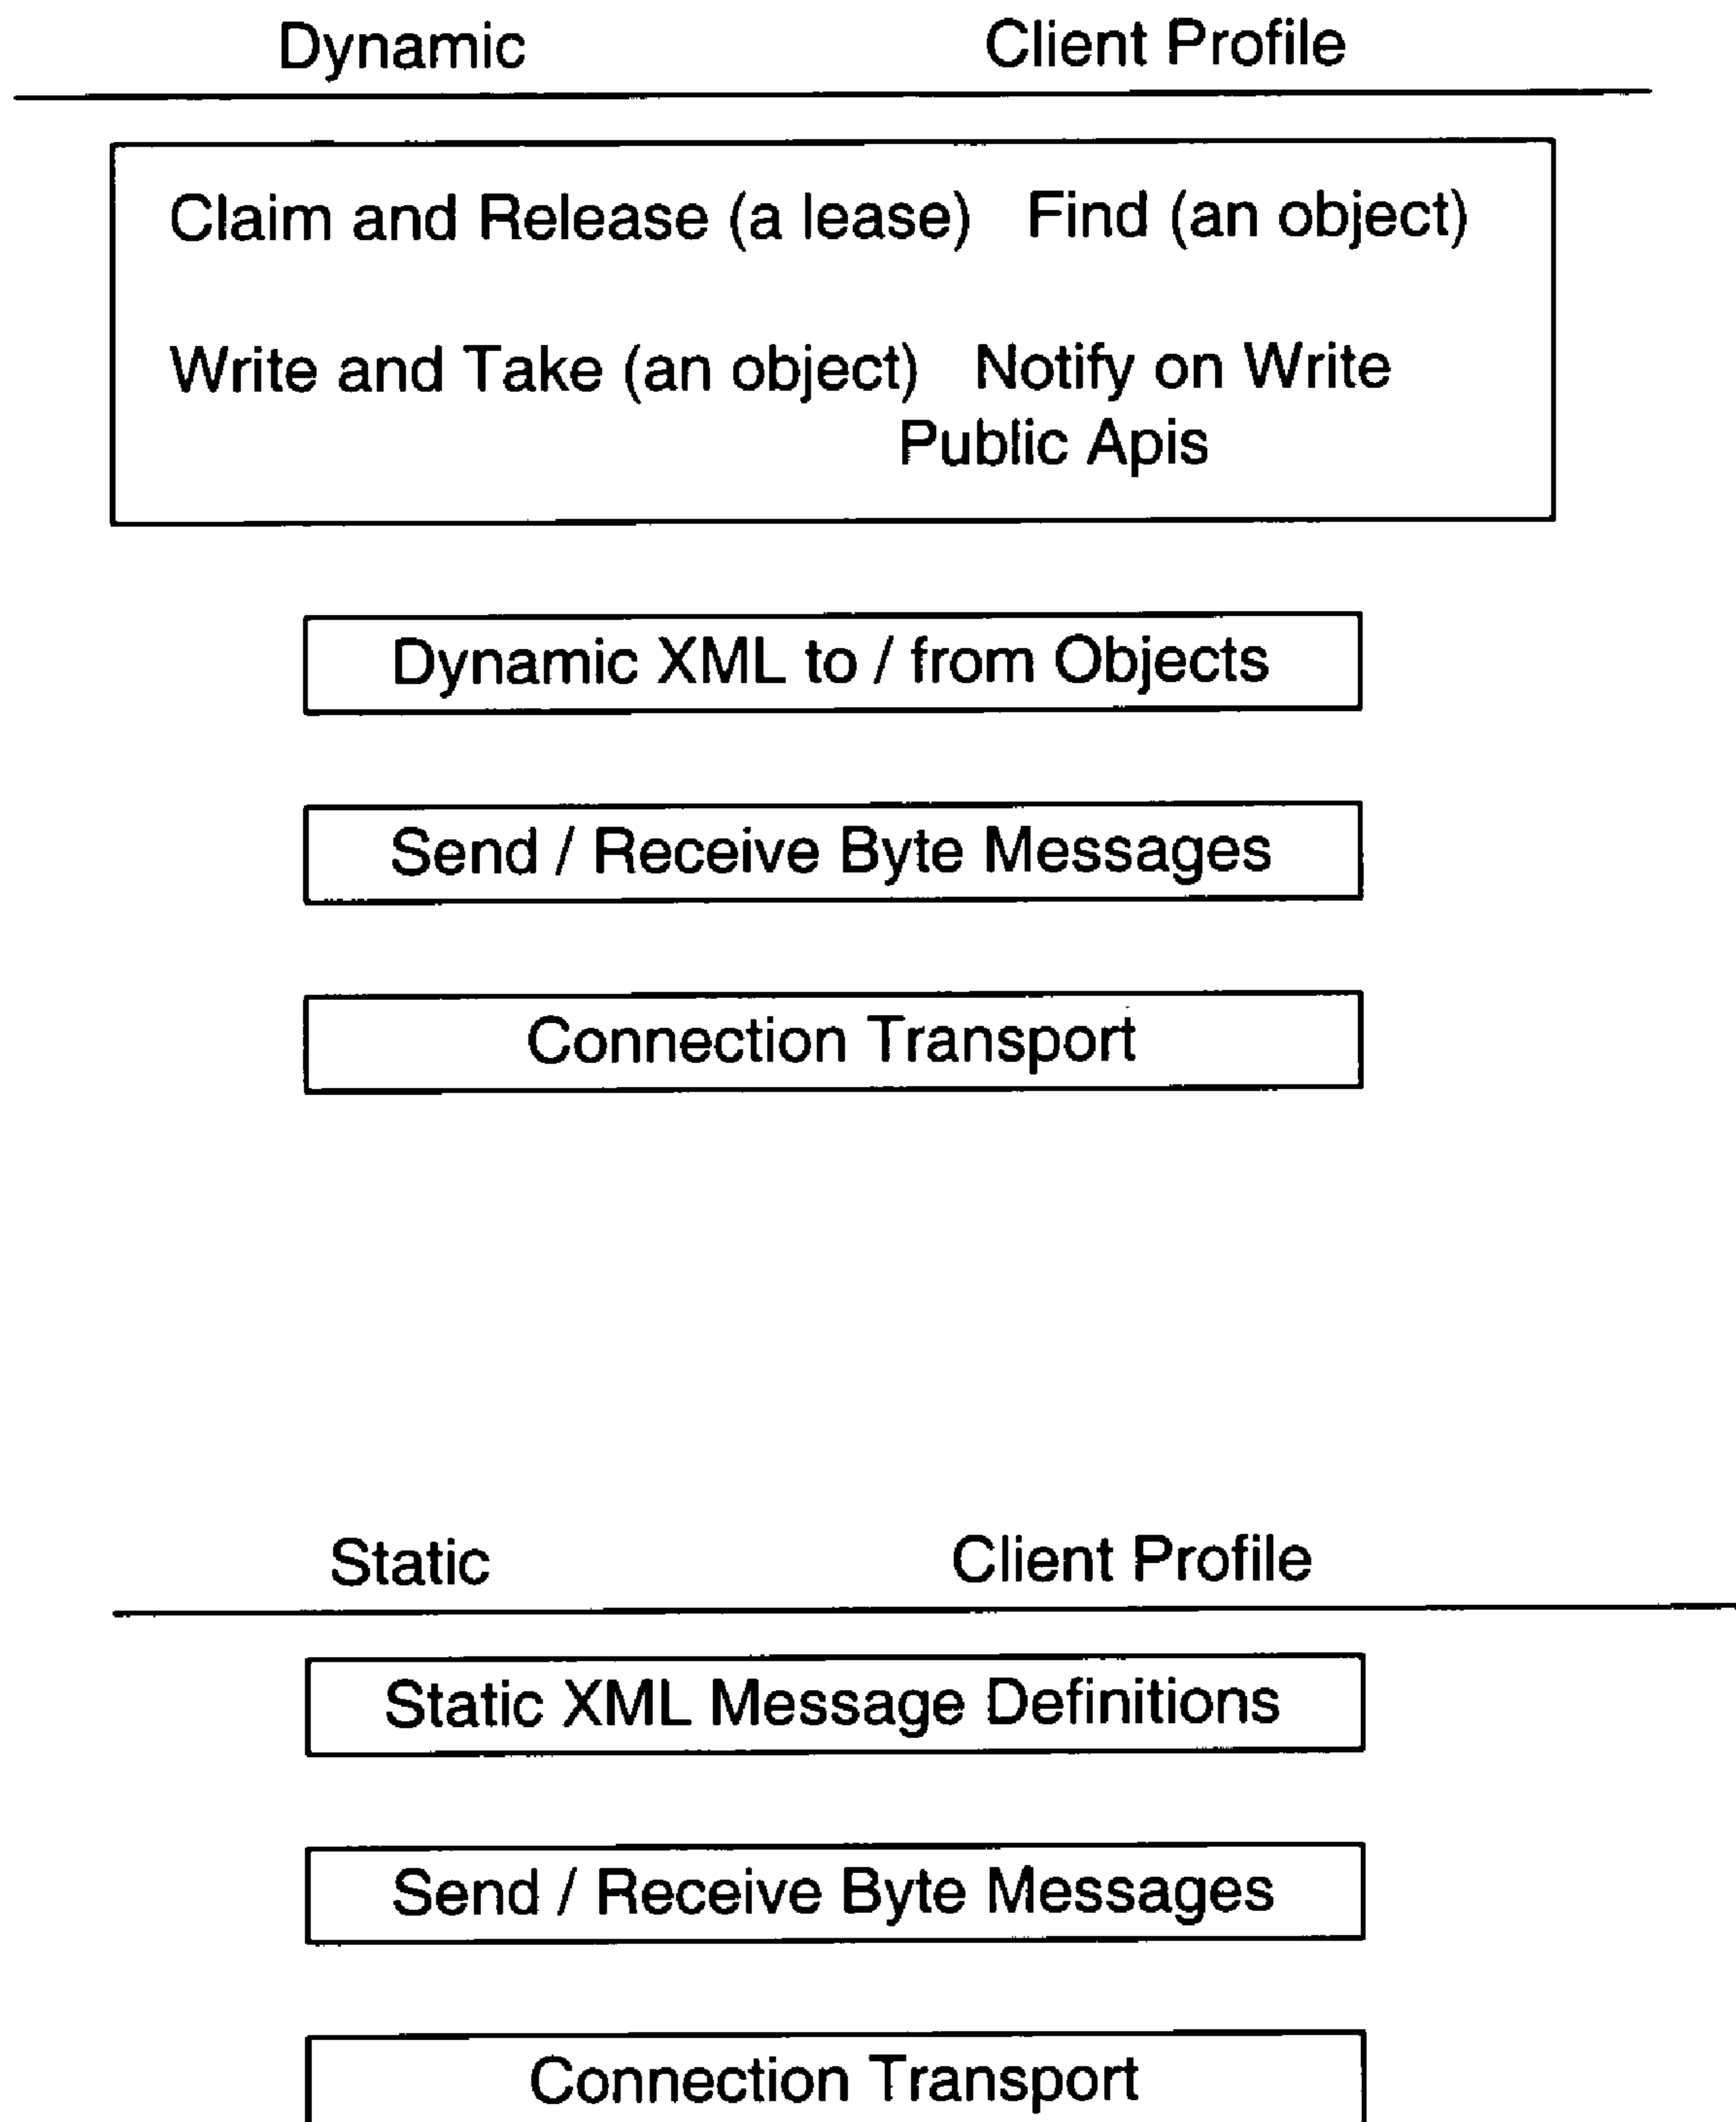 Dynamic Client Profile
Claim and Release (a lease) Find (an object)
Write and Take (an object) Notify on Write
Public Apis
Dynamic XML to / from Objects
Send / Receive Byte Messages
Connection Transport
Static Client Profile
Static XML Message Definitions
Send / Receive Byte Messages
Connection Transport